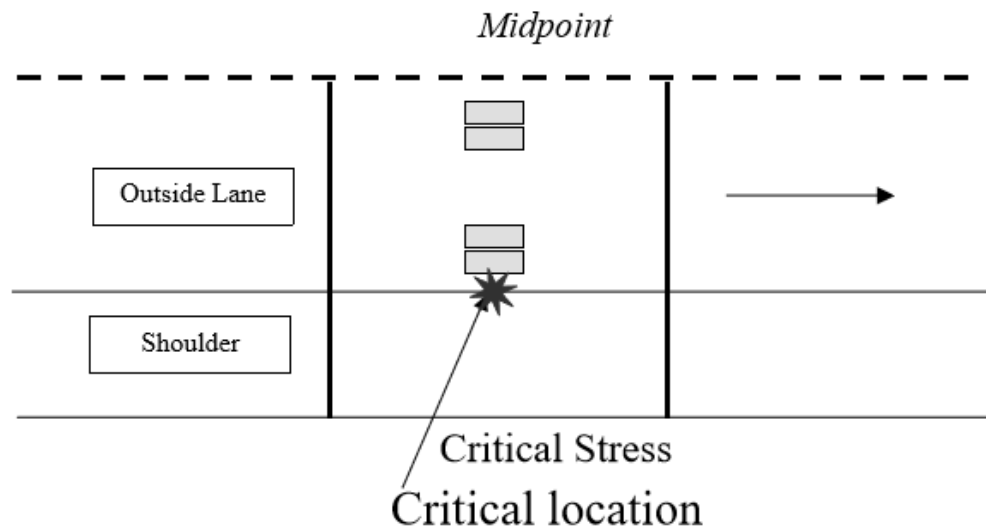 Midpoint
Outside Lane
Shoulder
Critical Stress
Critical location